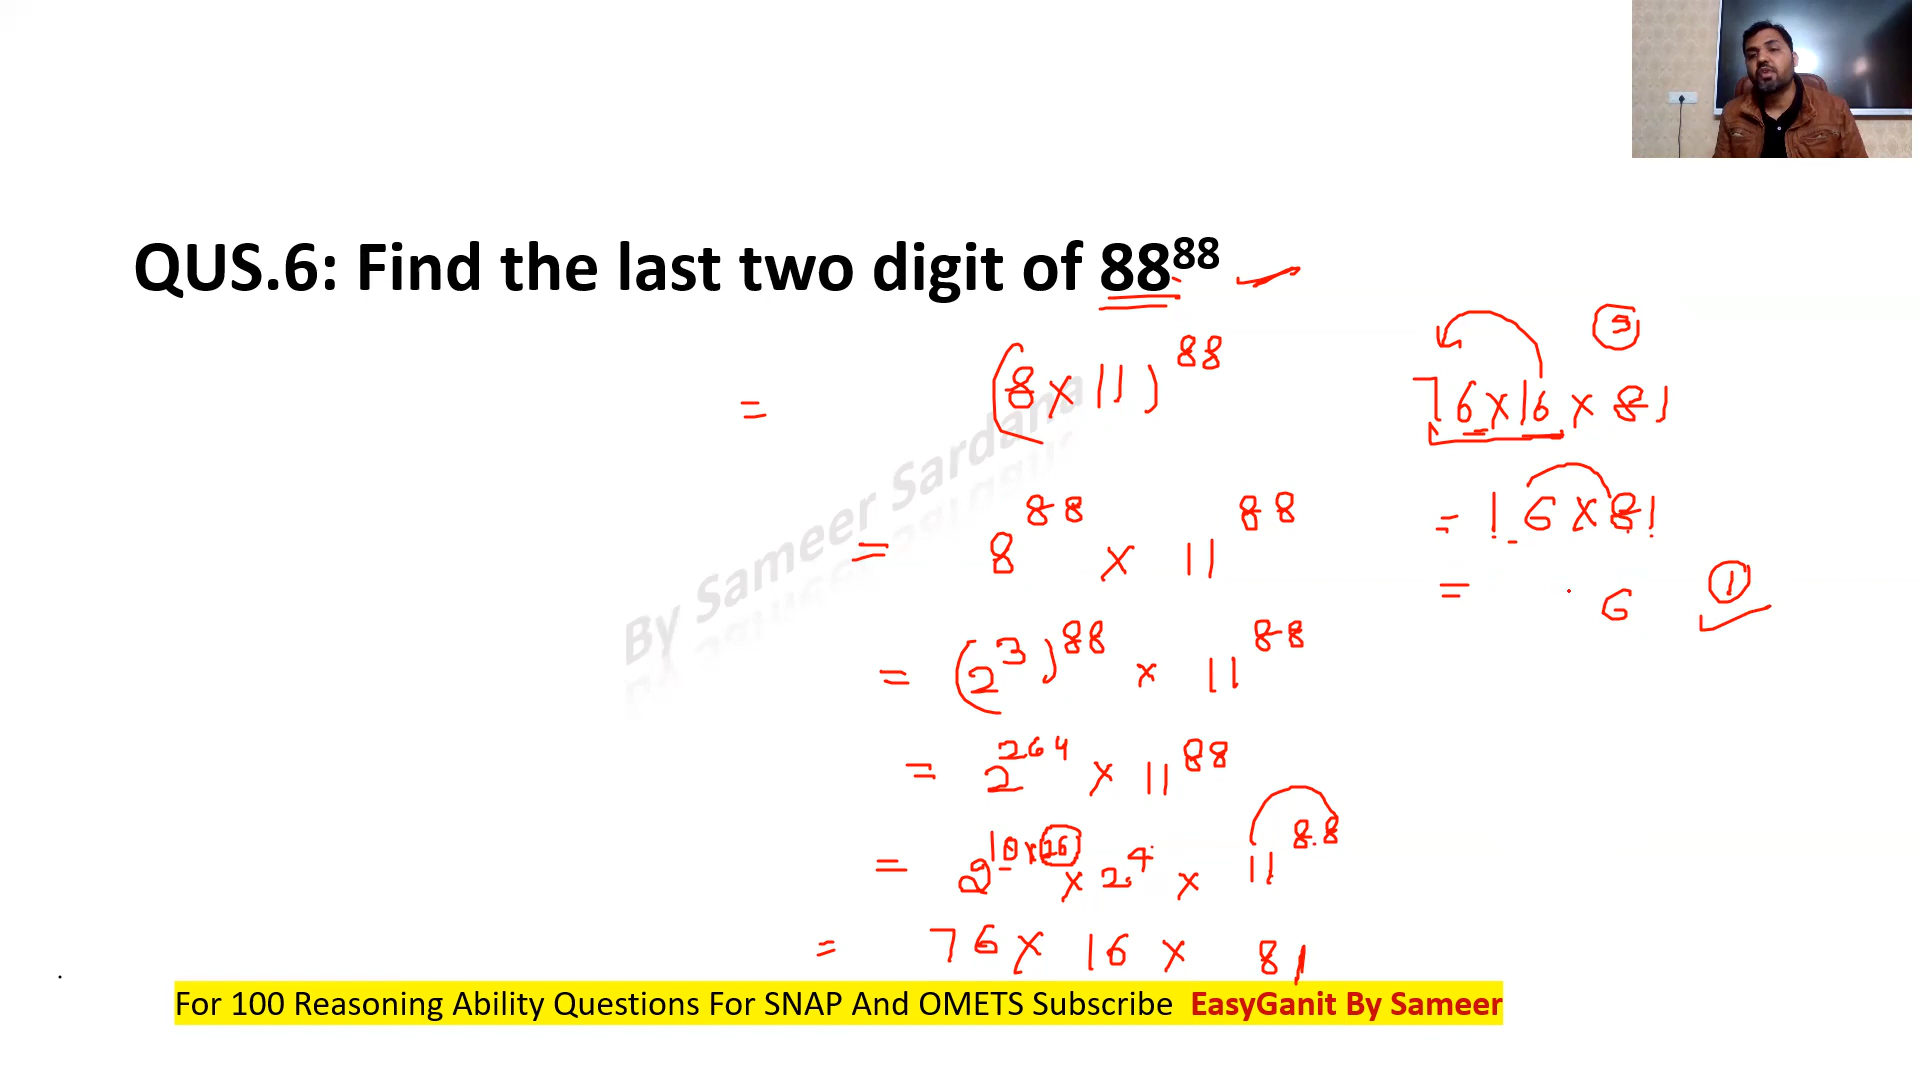 QUS.6: Find the last two digit of 88^88
= (8 × 11)^88
= 8^88 × 11^88
= (2^3)^88 × 11^88
= 2^264 × 11^88
= 2^10×26 × 2^4 × 11^88
= 76 × 16 × 81
76 × 16 × 81
= 16 × 81
= 6 1
By Sameer Sardana
For 100 Reasoning Ability Questions For SNAP And OMETS Subscribe EasyGanit By Sameer